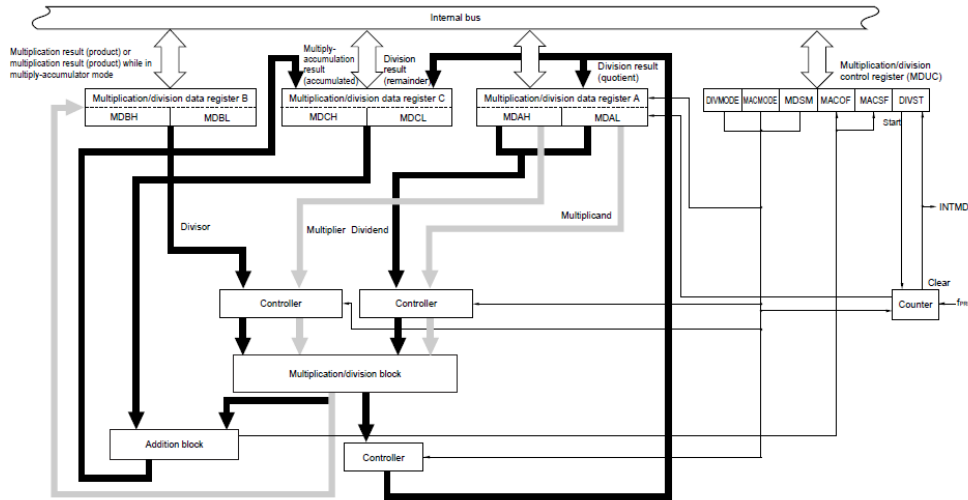 Internal bus
Multiplication result (product) or
multiplication result (product) while in
multiply-accumulator mode
Multiply-
accumulation
result
(accumulated)
Division
result
(remainder)
Division result
(quotient)
Multiplication/division
control register (MDUC)
Multiplication/division data register B
MDBH
MDBL
Multiplication/division data register C
MDCH
MDCL
Multiplication/division data register A
MDAH
MDAL
DIVMODE
MACMODE
MDSM
MACOF
MACSF
DIVST
Start
INTMD
Divisor
Multiplier
Dividend
Multiplicand
Clear
Controller
Controller
Counter
fPRS
Multiplication/division block
Addition block
Controller